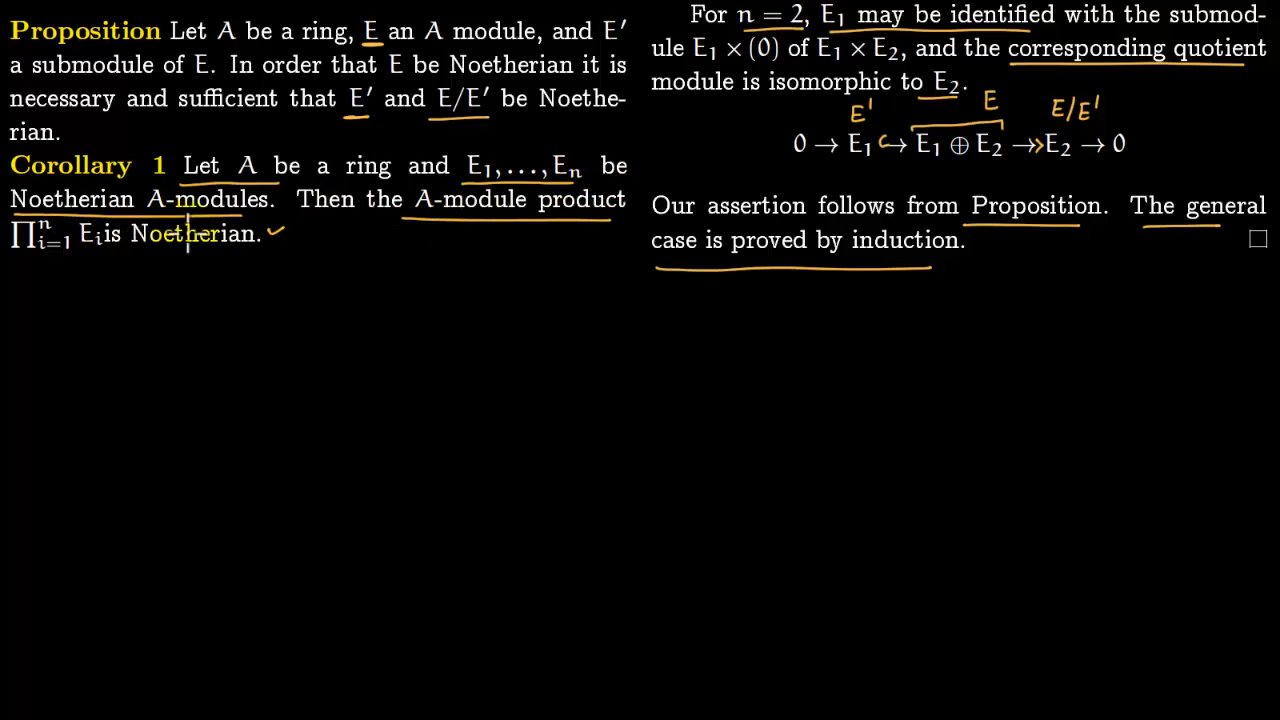 Proposition Let A be a ring, E an A module, and E′
a submodule of E. In order that E be Noetherian it is
necessary and sufficient that E′ and E/E′ be Noethe-
rian.
Corollary 1 Let A be a ring and E₁, . . . , Eₙ be
Noetherian A-modules. Then the A-module product
∏ⁿᵢ₌₁ Eᵢis Noetherian.
For n = 2, E₁ may be identified with the submod-
ule E₁ × (0) of E₁ × E₂, and the corresponding quotient
module is isomorphic to E₂.
E' E E/E'
0 → E₁ ↪ E₁ ⊕ E₂ ↠ E₂ → 0
Our assertion follows from Proposition. The general
case is proved by induction. □